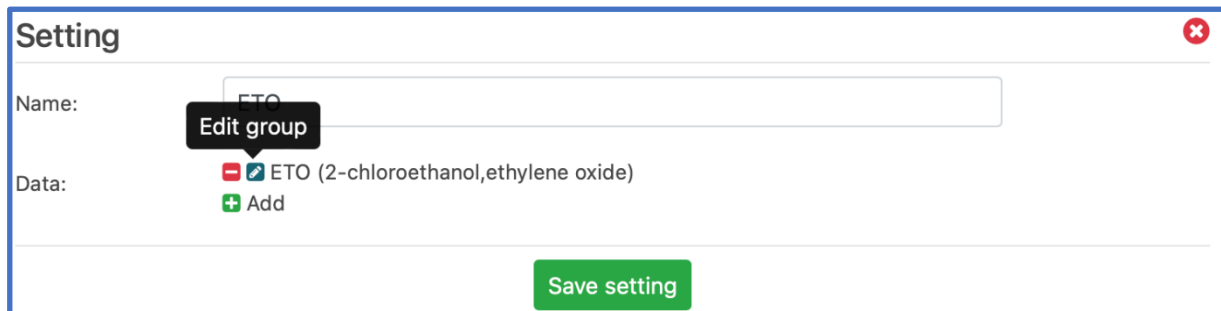 Setting
Name:
ETO
Edit group
Data:
ETO (2-chloroethanol,ethylene oxide)
Add
Save setting